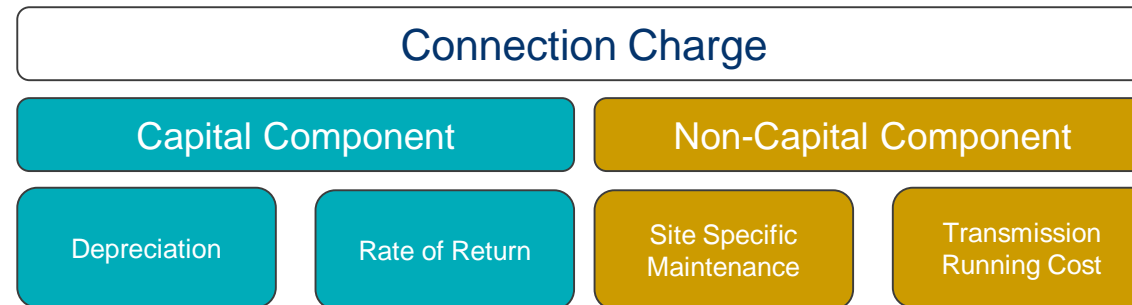 Connection Charge
Capital Component
Non-Capital Component
Depreciation
Rate of Return
Site Specific
Maintenance
Transmission
Running Cost